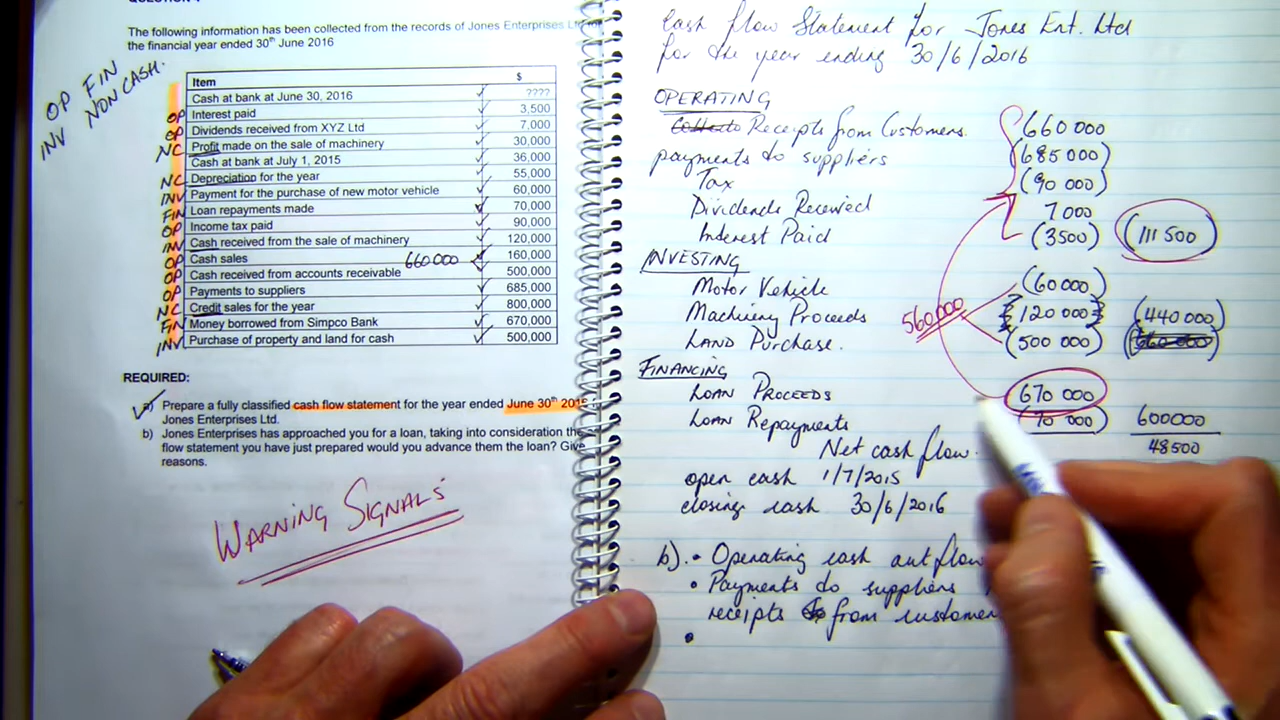 The following information has been collected from the records of Jones Enterprises
the financial year ended 30th June 2016
OP FIN
INV NON CASH.
Item $
Cash at bank at June 30, 2016 ✓ ????
OP Interest paid ✓ 3,500
OP Dividends received from XYZ Ltd ✓ 7,000
NC Profit made on the sale of machinery ✓ 30,000
Cash at bank at July 1, 2015 ✓ 36,000
NC Depreciation for the year ✓ 55,000
INV Payment for the purchase of new motor vehicle ✓ 60,000
FIN Loan repayments made ✓ 70,000
OP Income tax paid ✓ 90,000
INV Cash received from the sale of machinery ✓ 120,000
OP Cash sales 660 000 ✓ 160,000
OP Cash received from accounts receivable ✓ 500,000
OP Payments to suppliers ✓ 685,000
NC Credit sales for the year ✓ 800,000
FIN Money borrowed from Simpco Bank ✓ 670,000
INV Purchase of property and land for cash ✓ 500,000
REQUIRED:
a) Prepare a fully classified cash flow statement for the year ended June 30th
Jones Enterprises Ltd.
b) Jones Enterprises has approached you for a loan, taking into consideration the
flow statement you have just prepared would you advance them the loan? Give
reasons.
WARNING SIGNALS
Cash flow Statement for Jones Ent. Ltd
for the year ending 30/6/2016
OPERATING
Receipts from Customers. 660 000
payments to suppliers (685 000)
Tax (90 000)
Dividends Received 7 000
Interest Paid (3500) (111 500)
INVESTING
Motor Vehicle (60 000)
Machinery Proceeds 120 000 (440 000)
560,000
LAND Purchase. (500 000)
FINANCING
LOAN PROCEEDS 670 000
LOAN Repayments (70 000) 600000
Net cash flow. 48500
open cash 1/7/2015
closing cash 30/6/2016
b). • Operating cash outflow
• Payments to suppliers
receipts from customer
•